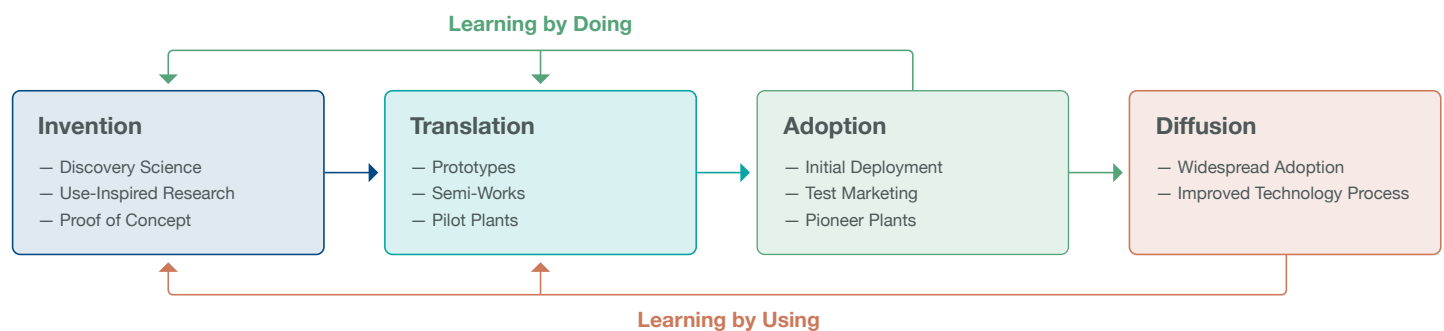 Learning by Doing
Invention
— Discovery Science
— Use-Inspired Research
— Proof of Concept
Translation
— Prototypes
— Semi-Works
— Pilot Plants
Adoption
— Initial Deployment
— Test Marketing
— Pioneer Plants
Diffusion
— Widespread Adoption
— Improved Technology Process
Learning by Using